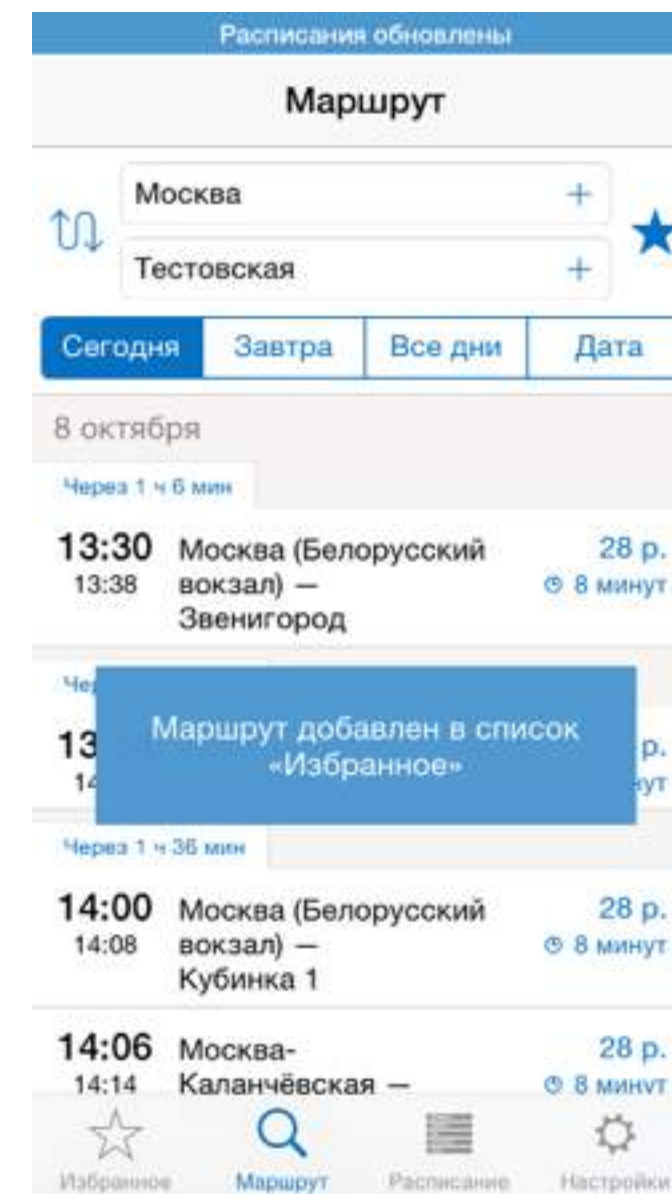 Расписания обновлены
Маршрут
Москва +
Тестовская +
Сегодня Завтра Все дни Дата
8 октября
Через 1 ч 6 мин
13:30 Москва (Белорусский 28 р.
13:38 вокзал) — 8 минут
Звенигород
Маршрут добавлен в список
«Избранное»
13 р.
14
Через 1 ч 36 мин
14:00 Москва (Белорусский 28 р.
14:08 вокзал) — 8 минут
Кубинка 1
14:06 Москва- 28 р.
14:14 Каланчёвская — 8 минут
Избранное Маршрут Расписание Настройки